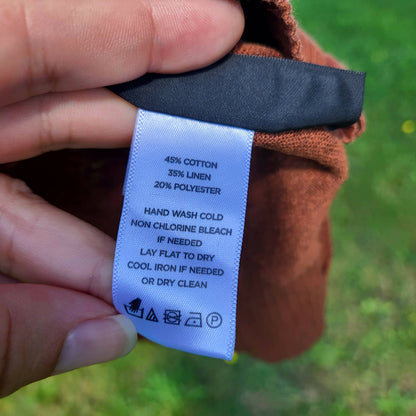 45% COTTON
35% LINEN
20% POLYESTER
HAND WASH COLD
NON CHLORINE BLEACH
IF NEEDED
LAY FLAT TO DRY
COOL IRON IF NEEDED
OR DRY CLEAN
P